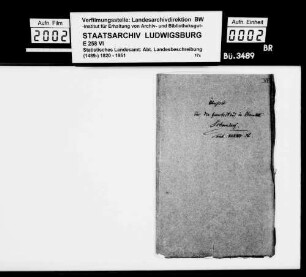 Aufn. Film
2002
Verfilmungsstelle: Landesarchivdirektion BW
-Institut für Erhaltung von Archiv- und Bibliotheksgut-
STAATSARCHIV LUDWIGSBURG
E 258 VI
Statistisches Landesamt: Abt. Landesbeschreibung
(1489) 1820 - 1951
Aufn. Einheit
0002
BR
Bü.3489